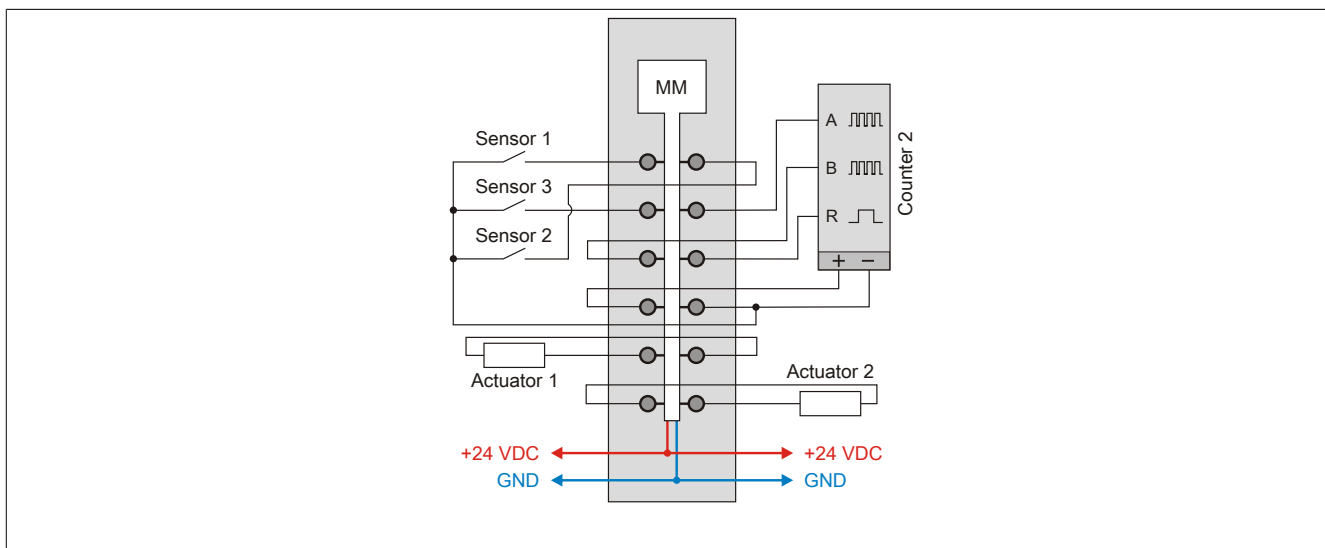 MM
Sensor 1
A
Sensor 3
B
Counter 2
Sensor 2
R
+ −
Actuator 1
Actuator 2
+24 VDC
+24 VDC
GND
GND